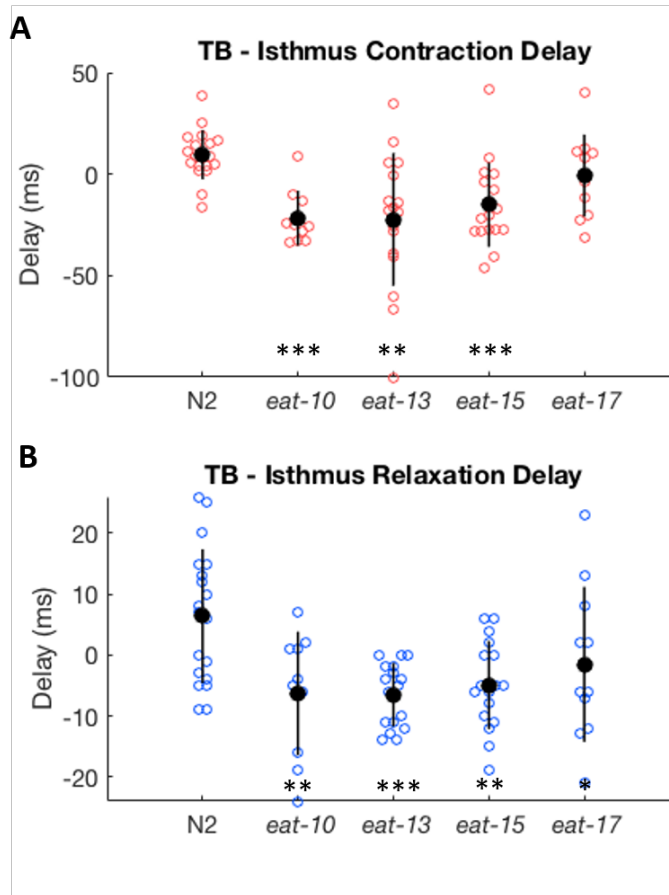 A
TB - Isthmus Contraction Delay
50
0
-50
-100
Delay (ms)
*** ** ***
N2 eat-10 eat-13 eat-15 eat-17
B
TB - Isthmus Relaxation Delay
20
10
0
-10
-20
Delay (ms)
** *** ** *
N2 eat-10 eat-13 eat-15 eat-17